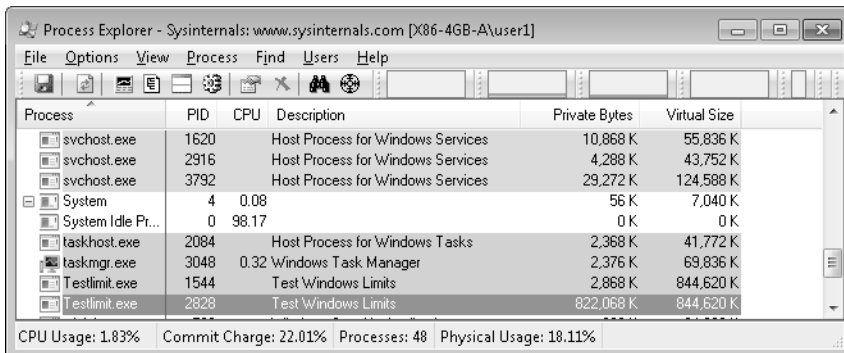 Process Explorer - Sysinternals: www.sysinternals.com [X86-4GB-A\user1]
File Options View Process Find Users Help
Process PID CPU Description Private Bytes Virtual Size
svchost.exe 1620 Host Process for Windows Services 10,868 K 55,836 K
svchost.exe 2916 Host Process for Windows Services 4,288 K 43,752 K
svchost.exe 3792 Host Process for Windows Services 29,272 K 124,588 K
System 4 0.08 56 K 7,040 K
System Idle Pr... 0 98.17 0 K 0 K
taskhost.exe 2084 Host Process for Windows Tasks 2,368 K 41,772 K
taskmgr.exe 3048 0.32 Windows Task Manager 2,376 K 69,836 K
Testlimit.exe 1544 Test Windows Limits 2,868 K 844,620 K
Testlimit.exe 2828 Test Windows Limits 822,068 K 844,620 K
CPU Usage: 1.83% Commit Charge: 22.01% Processes: 48 Physical Usage: 18.11%